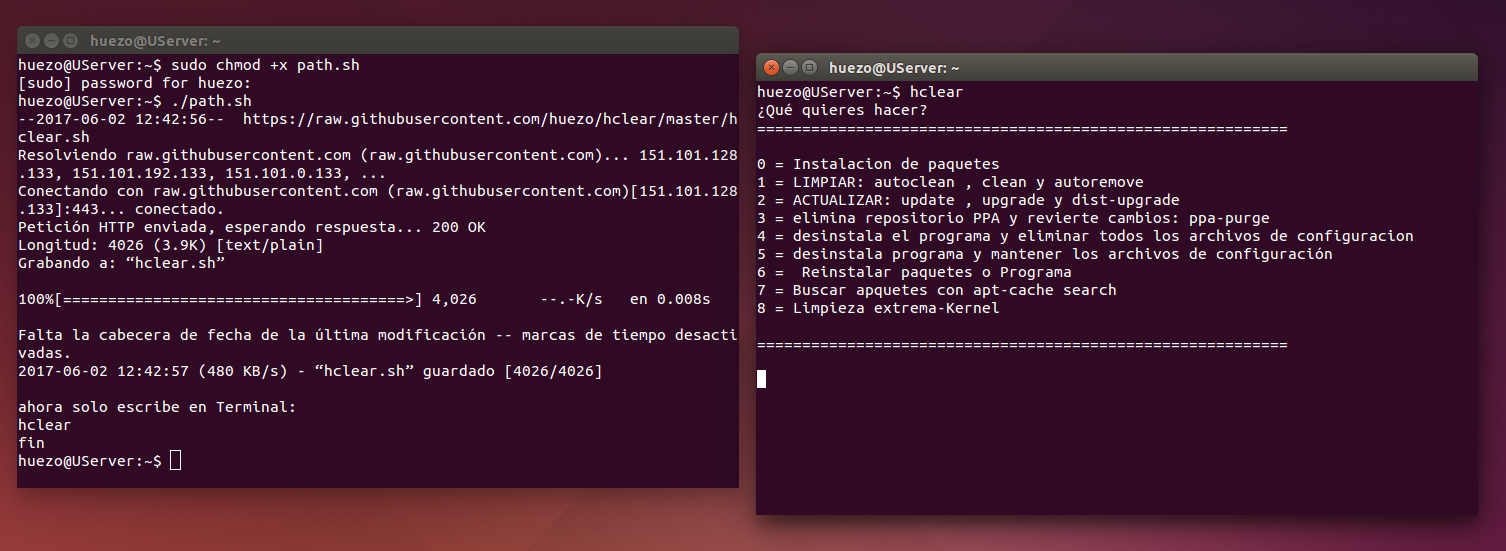 huezo@UServer: ~
huezo@UServer:~$ sudo chmod +x path.sh
[sudo] password for huezo:
huezo@UServer:~$ ./path.sh
--2017-06-02 12:42:56--  https://raw.githubusercontent.com/huezo/hclear/master/h
clear.sh
Resolviendo raw.githubusercontent.com (raw.githubusercontent.com)... 151.101.128
.133, 151.101.192.133, 151.101.0.133, ...
Conectando con raw.githubusercontent.com (raw.githubusercontent.com)[151.101.128
.133]:443... conectado.
Petición HTTP enviada, esperando respuesta... 200 OK
Longitud: 4026 (3.9K) [text/plain]
Grabando a: “hclear.sh”
100%[======================================>] 4,026       --.-K/s   en 0.008s
Falta la cabecera de fecha de la última modificación -- marcas de tiempo desacti
vadas.
2017-06-02 12:42:57 (480 KB/s) - “hclear.sh” guardado [4026/4026]
ahora solo escribe en Terminal:
hclear
fin
huezo@UServer:~$
huezo@UServer: ~
huezo@UServer:~$ hclear
¿Qué quieres hacer?
===========================================================
0 = Instalacion de paquetes
1 = LIMPIAR: autoclean , clean y autoremove
2 = ACTUALIZAR: update , upgrade y dist-upgrade
3 = elimina repositorio PPA y revierte cambios: ppa-purge
4 = desinstala el programa y eliminar todos los archivos de configuracion
5 = desinstala programa y mantener los archivos de configuración
6 =  Reinstalar paquetes o Programa
7 = Buscar apquetes con apt-cache search
8 = Limpieza extrema-Kernel
===========================================================